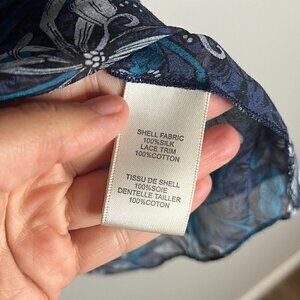 SHELL FABRIC
100%SILK
LACE TRIM
100%COTTON
TISSU DE SHELL
100%SOIE
DENTELLE TAILLER
100%COTON